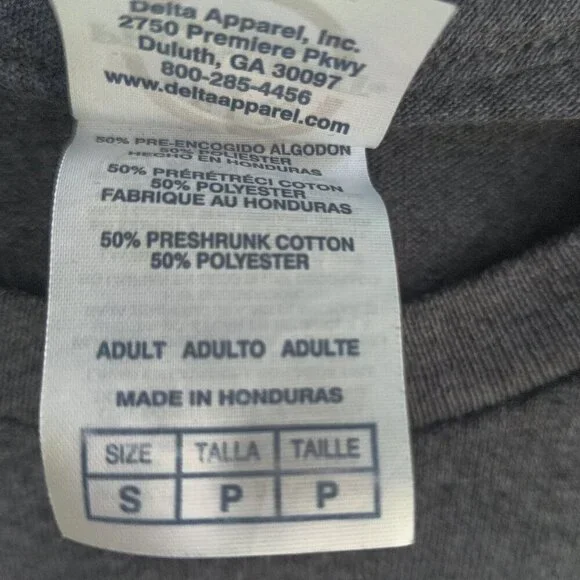 Delta Apparel, Inc.
2750 Premiere Pkwy
Duluth, GA 30097
800-285-4456
www.deltaapparel.com
50% PRE-ENCOGIDO ALGODON
50% POLIESTER
HECHO EN HONDURAS
50% PRÉRÉTRÉCI COTON
50% POLYESTER
FABRIQUE AU HONDURAS
50% PRESHRUNK COTTON
50% POLYESTER
ADULT ADULTO ADULTE
MADE IN HONDURAS
SIZE TALLA TAILLE
S P P